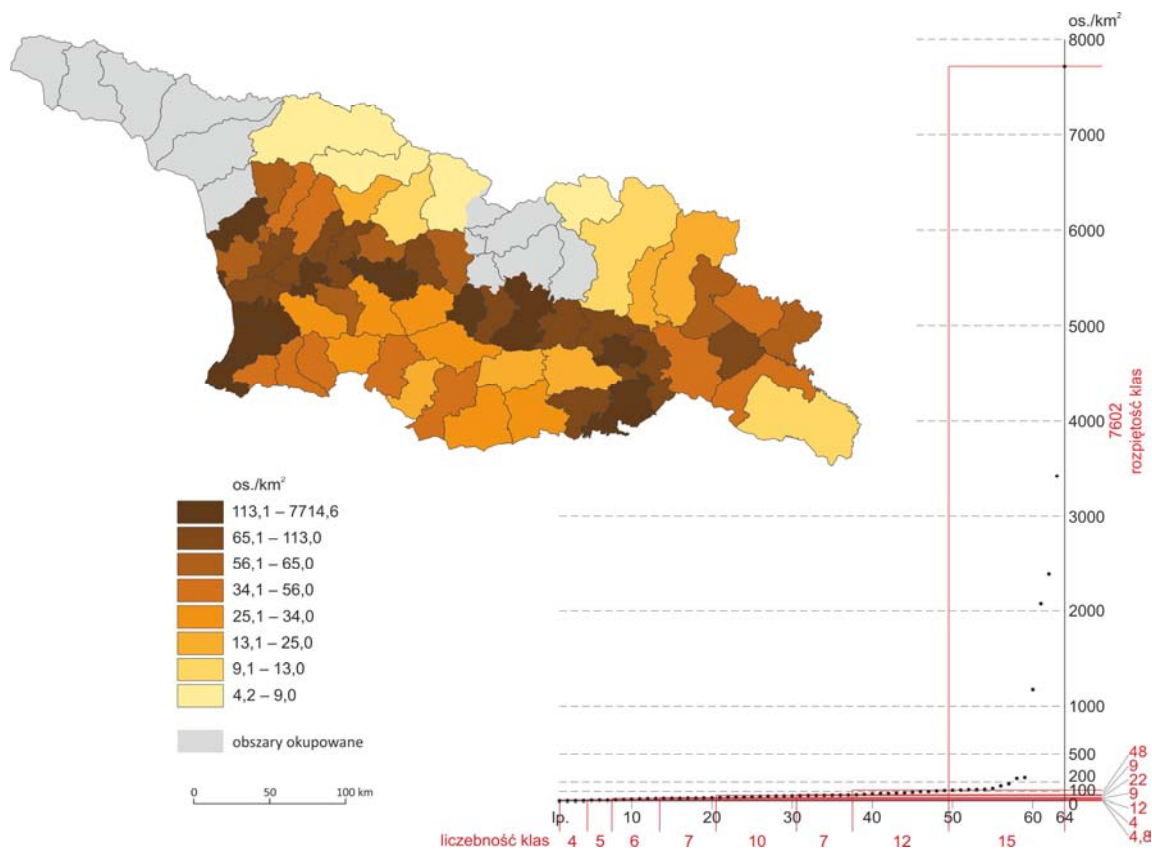 os./km²
8000
7000
6000
5000
4000
3000
2000
1000
500
200
100
0
7602
rozpiętość klas
48
9
22
9
12
4
4,8
os./km²
113,1 – 7714,6
65,1 – 113,0
56,1 – 65,0
34,1 – 56,0
25,1 – 34,0
13,1 – 25,0
9,1 – 13,0
4,2 – 9,0
obszary okupowane
0 50 100 km
lp. 10 20 30 40 50 60 64
liczebność klas 4 5 6 7 10 7 12 15